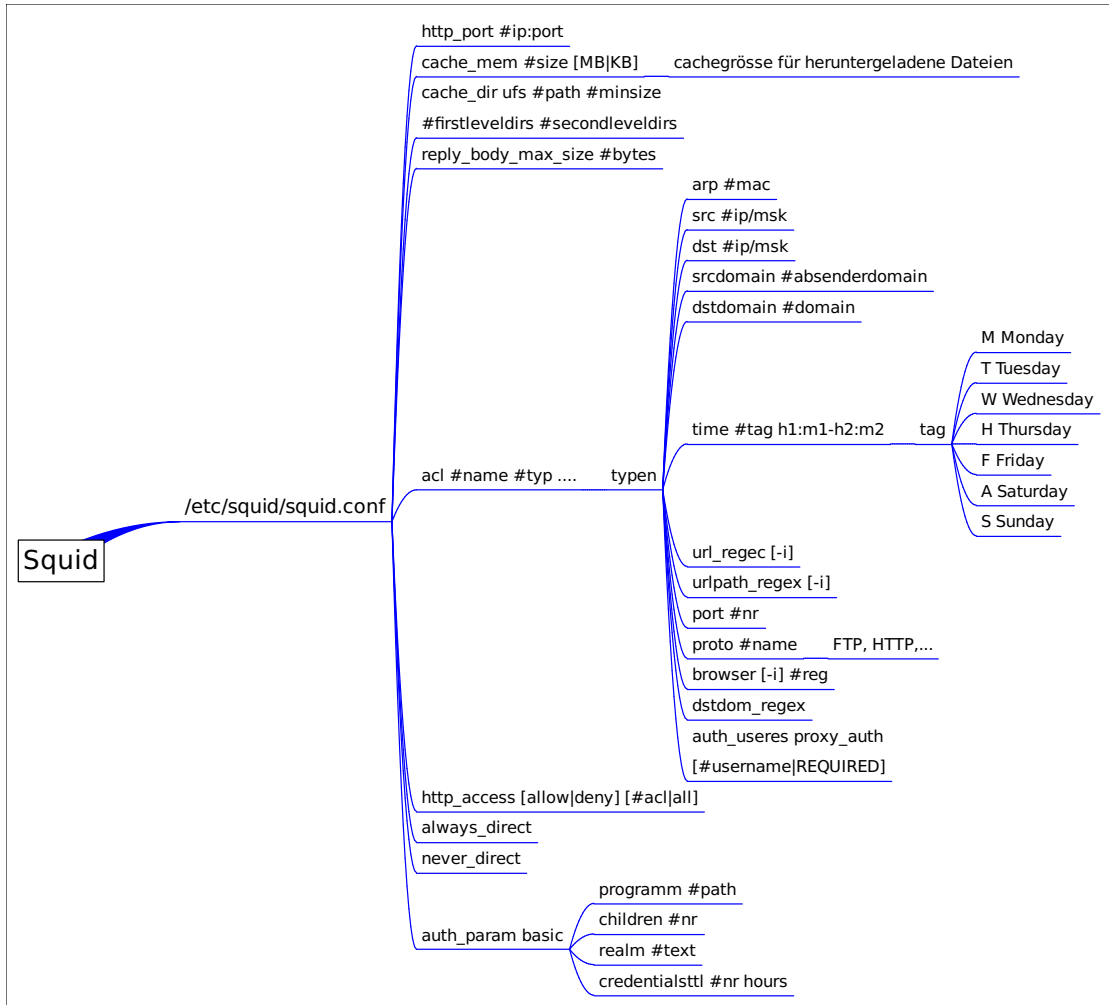 Squid
/etc/squid/squid.conf
http_port #ip:port
cache_mem #size [MB|KB]
cachegrösse für heruntergeladene Dateien
cache_dir ufs #path #minsize
#firstleveldirs #secondleveldirs
reply_body_max_size #bytes
acl #name #typ ....
typen
arp #mac
src #ip/msk
dst #ip/msk
srcdomain #absenderdomain
dstdomain #domain
time #tag h1:m1-h2:m2
tag
M Monday
T Tuesday
W Wednesday
H Thursday
F Friday
A Saturday
S Sunday
url_regec [-i]
urlpath_regex [-i]
port #nr
proto #name
FTP, HTTP,...
browser [-i] #reg
dstdom_regex
auth_useres proxy_auth
[#username|REQUIRED]
http_access [allow|deny] [#acl|all]
always_direct
never_direct
auth_param basic
programm #path
children #nr
realm #text
credentialsttl #nr hours